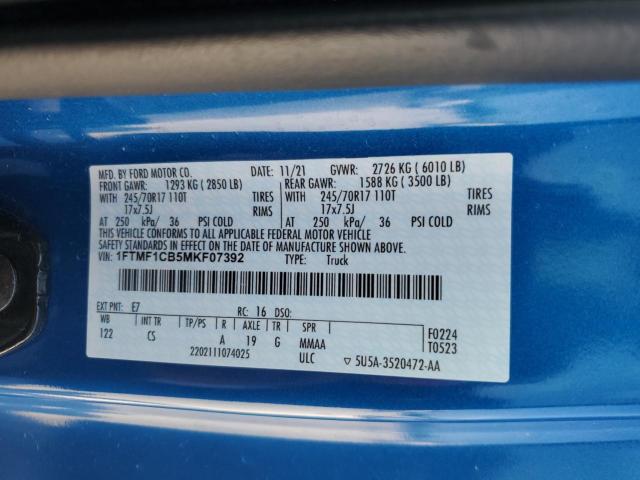 MFD. BY FORD MOTOR CO. DATE: 11/21 GVWR: 2726 KG ( 6010 LB)
FRONT GAWR: 1293 KG ( 2850 LB) REAR GAWR: 1588 KG ( 3500 LB)
WITH 245/70R17 110T TIRES WITH 245/70R17 110T TIRES
17x7.5J RIMS 17x7.5J RIMS
AT 250 kPa/ 36 PSI COLD AT 250 kPa/ 36 PSI COLD
THIS VEHICLE CONFORMS TO ALL APPLICABLE FEDERAL MOTOR VEHICLE
SAFETY STANDARDS IN EFFECT ON THE DATE OF MANUFACTURE SHOWN ABOVE.
VIN: 1FTMF1CB5MKF07392 TYPE: Truck
EXT PNT: E7 RC: 16 DSO:
WB INT TR TP/PS R AXLE TR SPR F0224
122 CS A 19 G MMAA T0523
2202111074025 ULC ▽ 5U5A-3520472-AA